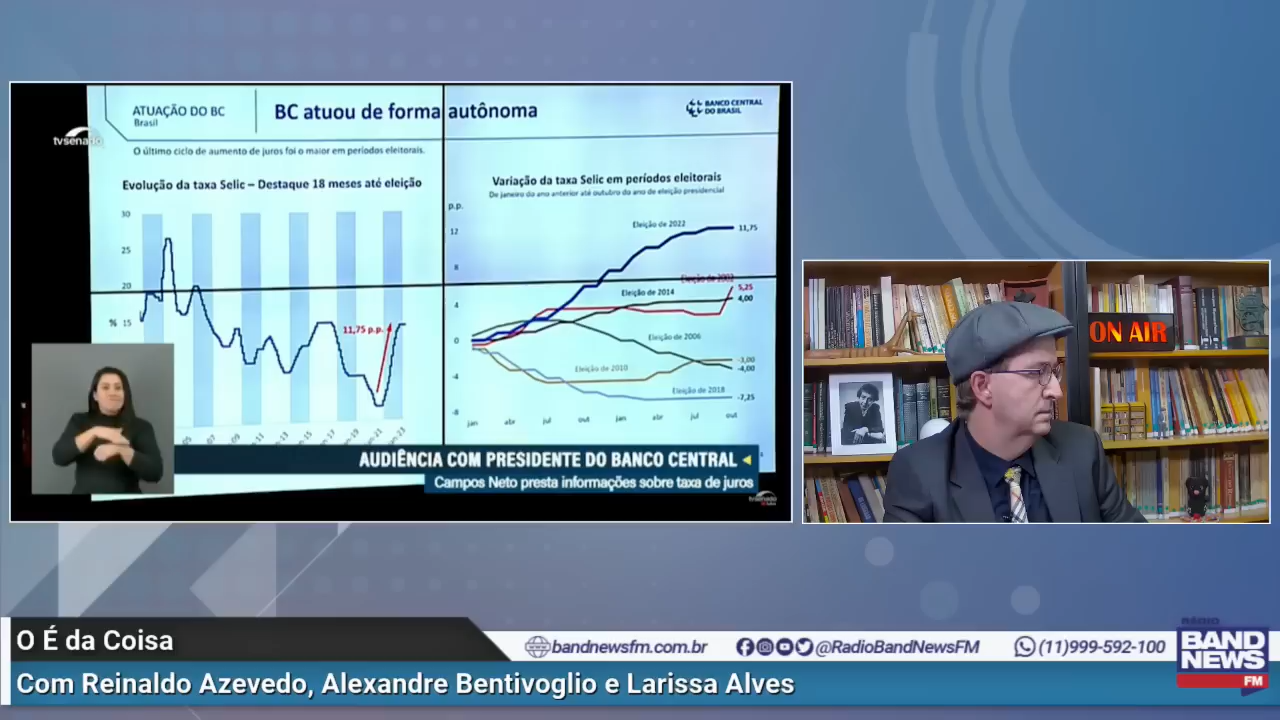 ATUAÇÃO DO BC
Brasil
BC atuou de forma autônoma
BANCO CENTRAL
DO BRASIL
tvsenado
O último ciclo de aumento de juros foi o maior em períodos eleitorais.
Evolução da taxa Selic – Destaque 18 meses até eleição
30
25
20
% 15
11,75 p.p.
Variação da taxa Selic em períodos eleitorais
De janeiro do ano anterior até outubro do ano de eleição presidencial
p.p.
12
8
4
0
-4
-8
Eleição de 2022
11,75
Eleição de 2002
5,25
Eleição de 2014
4,00
Eleição de 2006
-3,00
-4,00
Eleição de 2010
Eleição de 2018
-7,25
jan abr jul out jan abr jul out
AUDIÊNCIA COM PRESIDENTE DO BANCO CENTRAL
Campos Neto presta informações sobre taxa de juros
tvsenado
ON AIR
O É da Coisa
bandnewsfm.com.br
@RadioBandNewsFM
(11)999-592-100
Com Reinaldo Azevedo, Alexandre Bentivoglio e Larissa Alves
RÁDIO
BAND
NEWS
FM